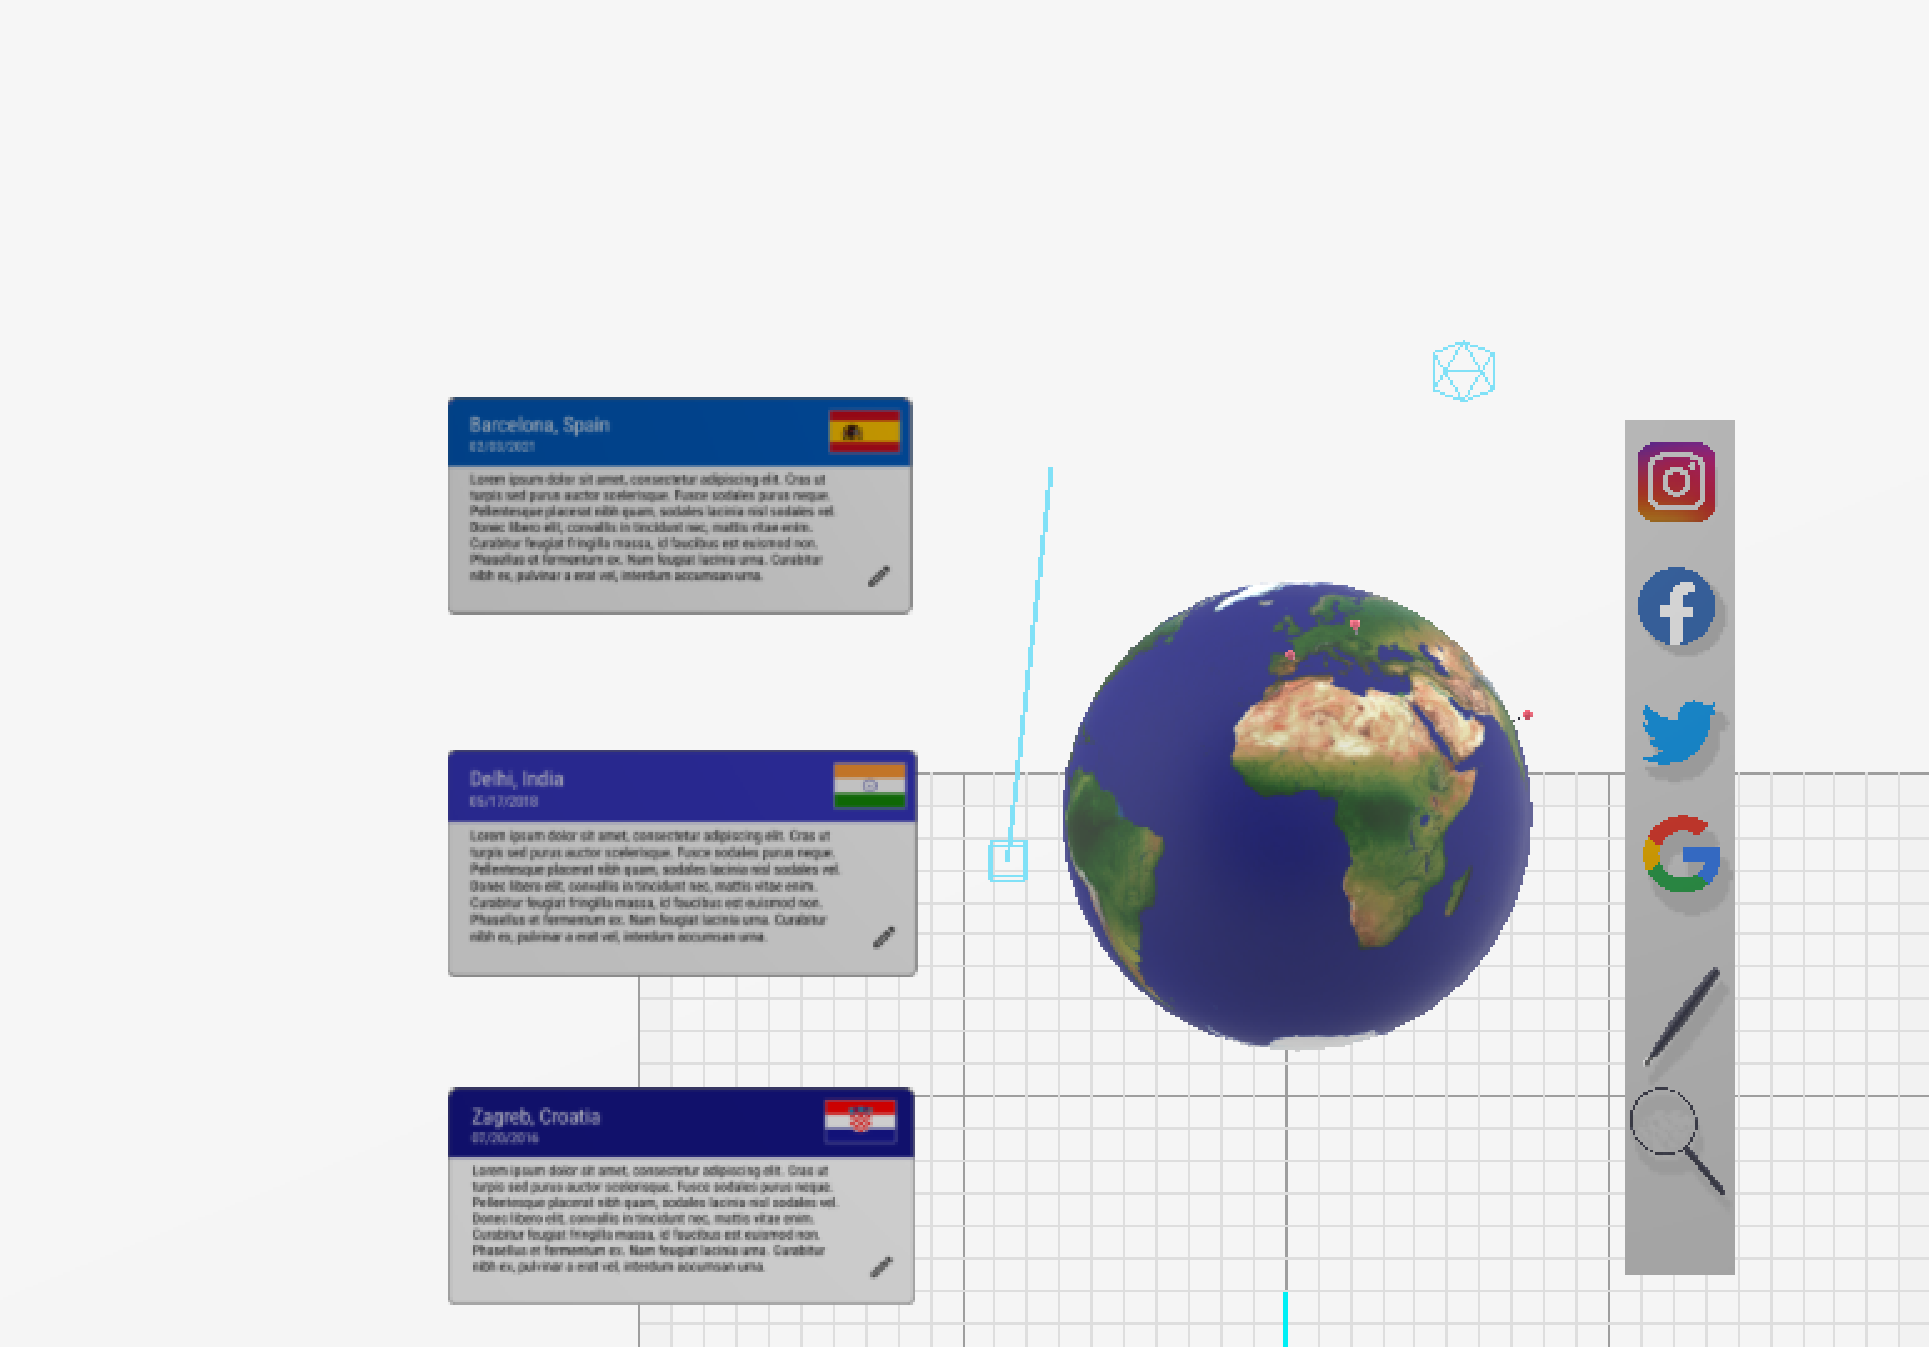 Barcelona, Spain
02/03/2021
Lorem ipsum dolor sit amet, consectetur adipiscing elit. Cras ut
turpis sed purus auctor scelerisque. Fusce sodales purus neque.
Pellentesque placerat nibh quam, sodales lacinia nisl sodales vel.
Donec libero elit, convallis in tincidunt nec, mattis vitae enim.
Curabitur feugiat fringilla massa, id faucibus est euismod non.
Phasellus et fermentum ex. Nam feugiat lacinia urna. Curabitur
nibh ex, pulvinar a erat vel, interdum accumsan urna.
Delhi, India
05/17/2018
Lorem ipsum dolor sit amet, consectetur adipiscing elit. Cras ut
turpis sed purus auctor scelerisque. Fusce sodales purus neque.
Pellentesque placerat nibh quam, sodales lacinia nisl sodales vel.
Donec libero elit, convallis in tincidunt nec, mattis vitae enim.
Curabitur feugiat fringilla massa, id faucibus est euismod non.
Phasellus et fermentum ex. Nam feugiat lacinia urna. Curabitur
nibh ex, pulvinar a erat vel, interdum accumsan urna.
Zagreb, Croatia
07/20/2016
Lorem ipsum dolor sit amet, consectetur adipiscing elit. Cras ut
turpis sed purus auctor scelerisque. Fusce sodales purus neque.
Pellentesque placerat nibh quam, sodales lacinia nisl sodales vel.
Donec libero elit, convallis in tincidunt nec, mattis vitae enim.
Curabitur feugiat fringilla massa, id faucibus est euismod non.
Phasellus et fermentum ex. Nam feugiat lacinia urna. Curabitur
nibh ex, pulvinar a erat vel, interdum accumsan urna.